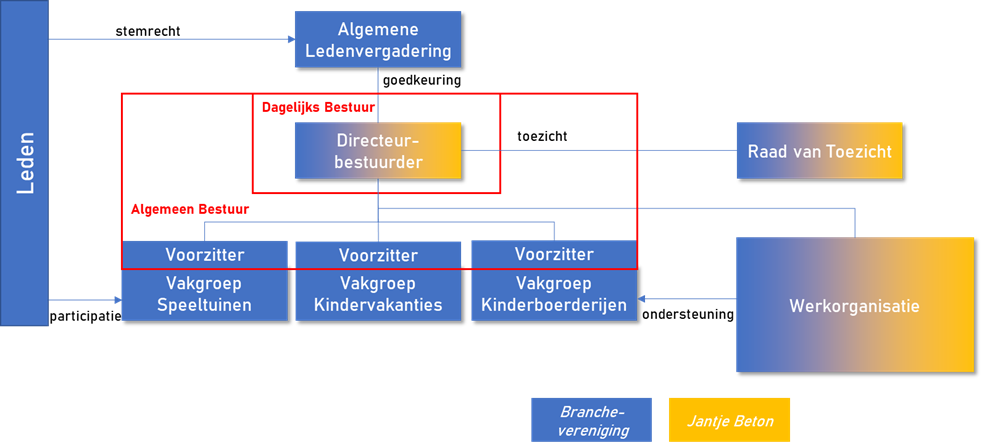 Leden
stemrecht
Algemene
Ledenvergadering
goedkeuring
Dagelijks Bestuur
Directeur-
bestuurder
toezicht
Raad van Toezicht
Algemeen Bestuur
Voorzitter
Vakgroep
Speeltuinen
Voorzitter
Vakgroep
Kindervakanties
Voorzitter
Vakgroep
Kinderboerderijen
participatie
ondersteuning
Werkorganisatie
Branche-
vereniging
Jantje Beton